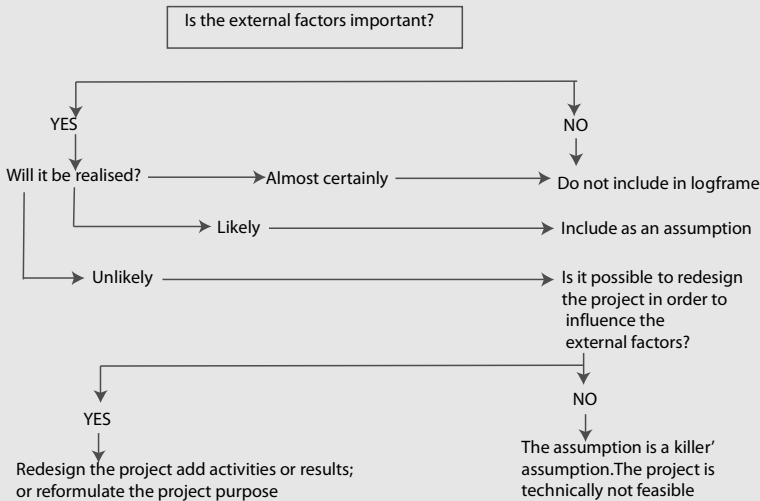 Is the external factors important?
YES
NO
Will it be realised?
Almost certainly
Do not include in logframe
Likely
Include as an assumption
Unlikely
Is it possible to redesign
the project in order to
influence the
external factors?
YES
NO
Redesign the project add activities or results;
or reformulate the project purpose
The assumption is a killer’
assumption.The project is
technically not feasible